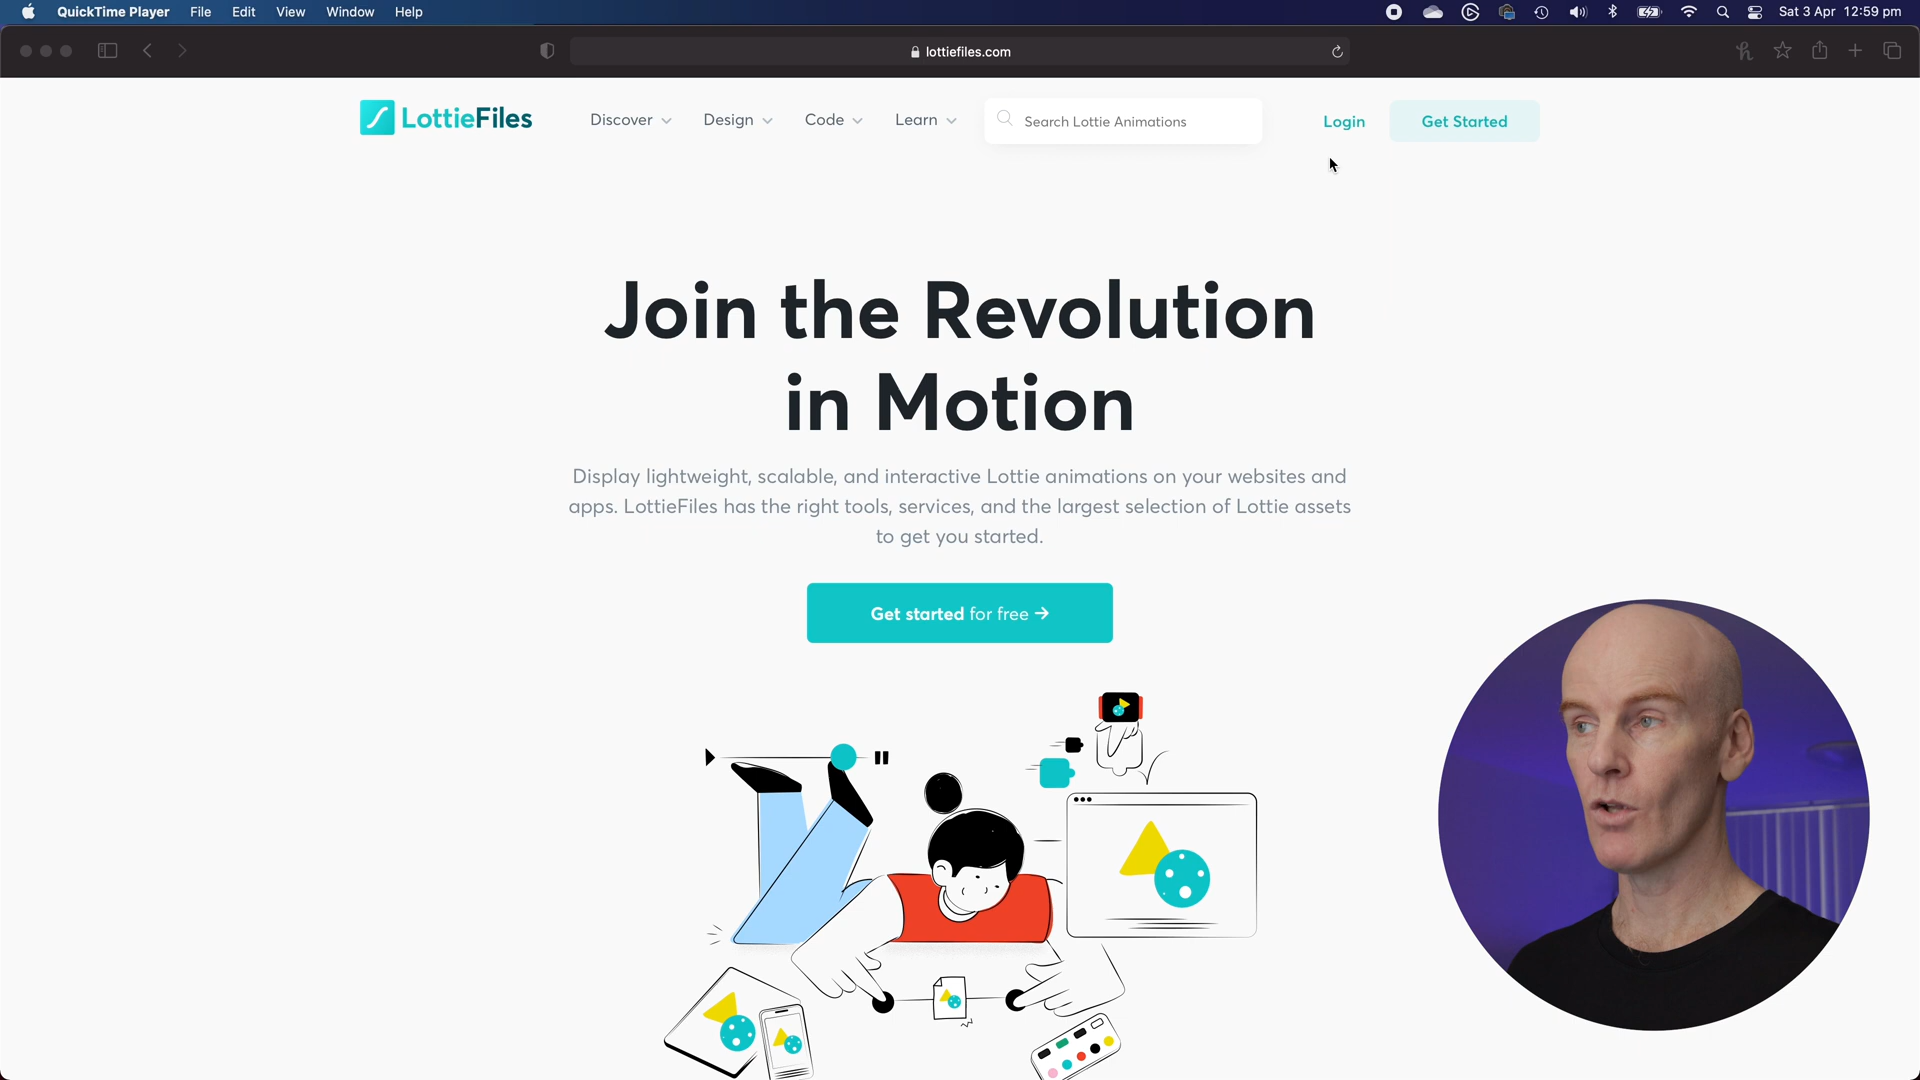 QuickTime Player File Edit View Window Help Sat 3 Apr 12:59 pm
lottiefiles.com
LottieFiles Discover Design Code Learn Search Lottie Animations Login Get Started
Join the Revolution
in Motion
Display lightweight, scalable, and interactive Lottie animations on your websites and
apps. LottieFiles has the right tools, services, and the largest selection of Lottie assets
to get you started.
Get started for free →